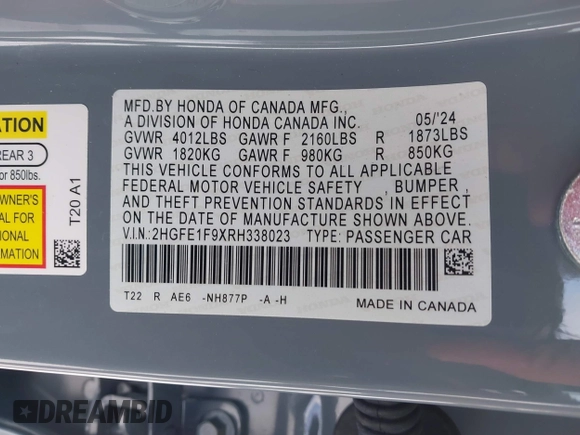 MFD.BY HONDA OF CANADA MFG.,
A DIVISION OF HONDA CANADA INC. 05/'24
GVWR 4012LBS GAWR F 2160LBS R 1873LBS
GVWR 1820KG GAWR F 980KG R 850KG
THIS VEHICLE CONFORMS TO ALL APPLICABLE
FEDERAL MOTOR VEHICLE SAFETY , BUMPER ,
AND THEFT PREVENTION STANDARDS IN EFFECT
ON THE DATE OF MANUFACTURE SHOWN ABOVE.
V.I.N.:2HGFE1F9XRH338023 TYPE: PASSENGER CAR
T22 R AE6 -NH877P -A -H
MADE IN CANADA
ATION
REAR 3
or 850lbs.
WNER'S
AL FOR
IONAL
MATION
T20 A1
DREAMBID